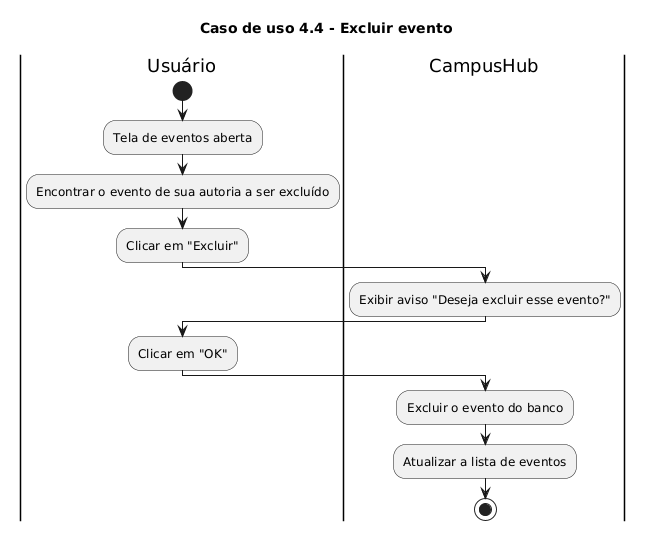 Caso de uso 4.4 - Excluir evento
Usuário
CampusHub
Tela de eventos aberta
Encontrar o evento de sua autoria a ser excluído
Clicar em "Excluir"
Exibir aviso "Deseja excluir esse evento?"
Clicar em "OK"
Excluir o evento do banco
Atualizar a lista de eventos